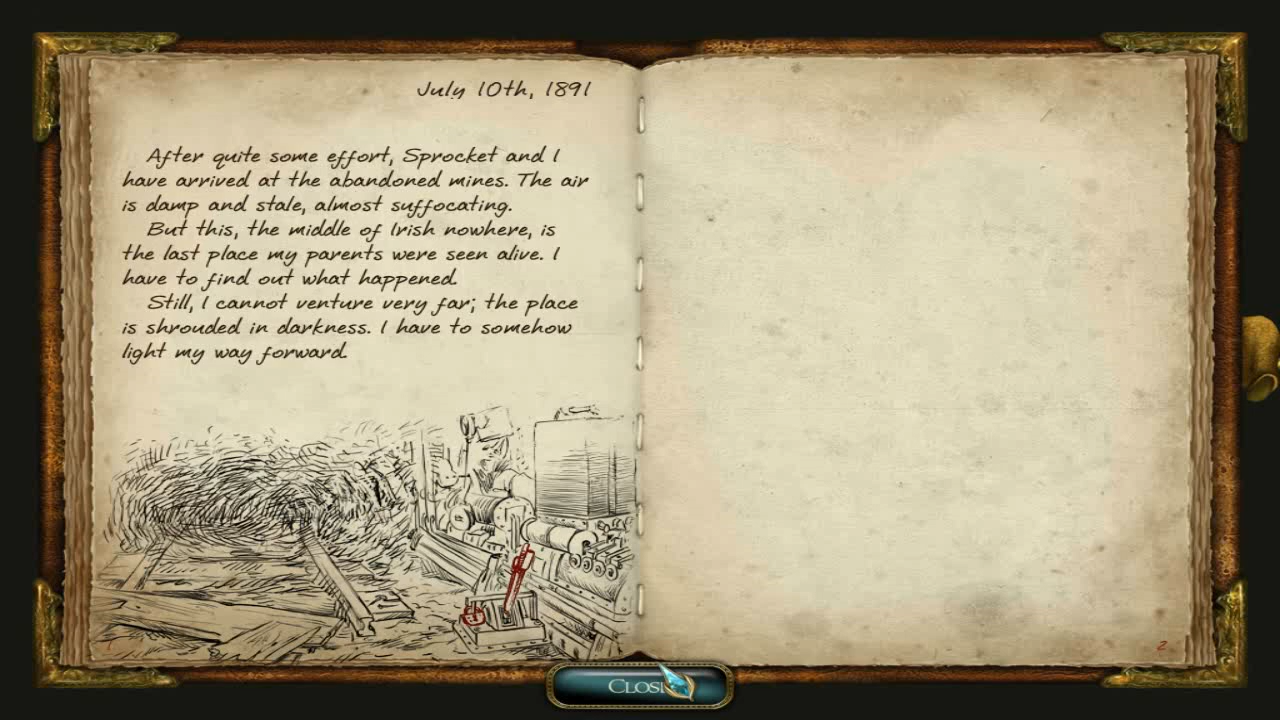 July 10th, 1891
After quite some effort, Sprocket and I
have arrived at the abandoned mines. The air
is damp and stale, almost suffocating.
But this, the middle of Irish nowhere, is
the last place my parents were seen alive. I
have to find out what happened.
Still, I cannot venture very far; the place
is shrouded in darkness. I have to somehow
light my way forward.
1
2
CLOSE